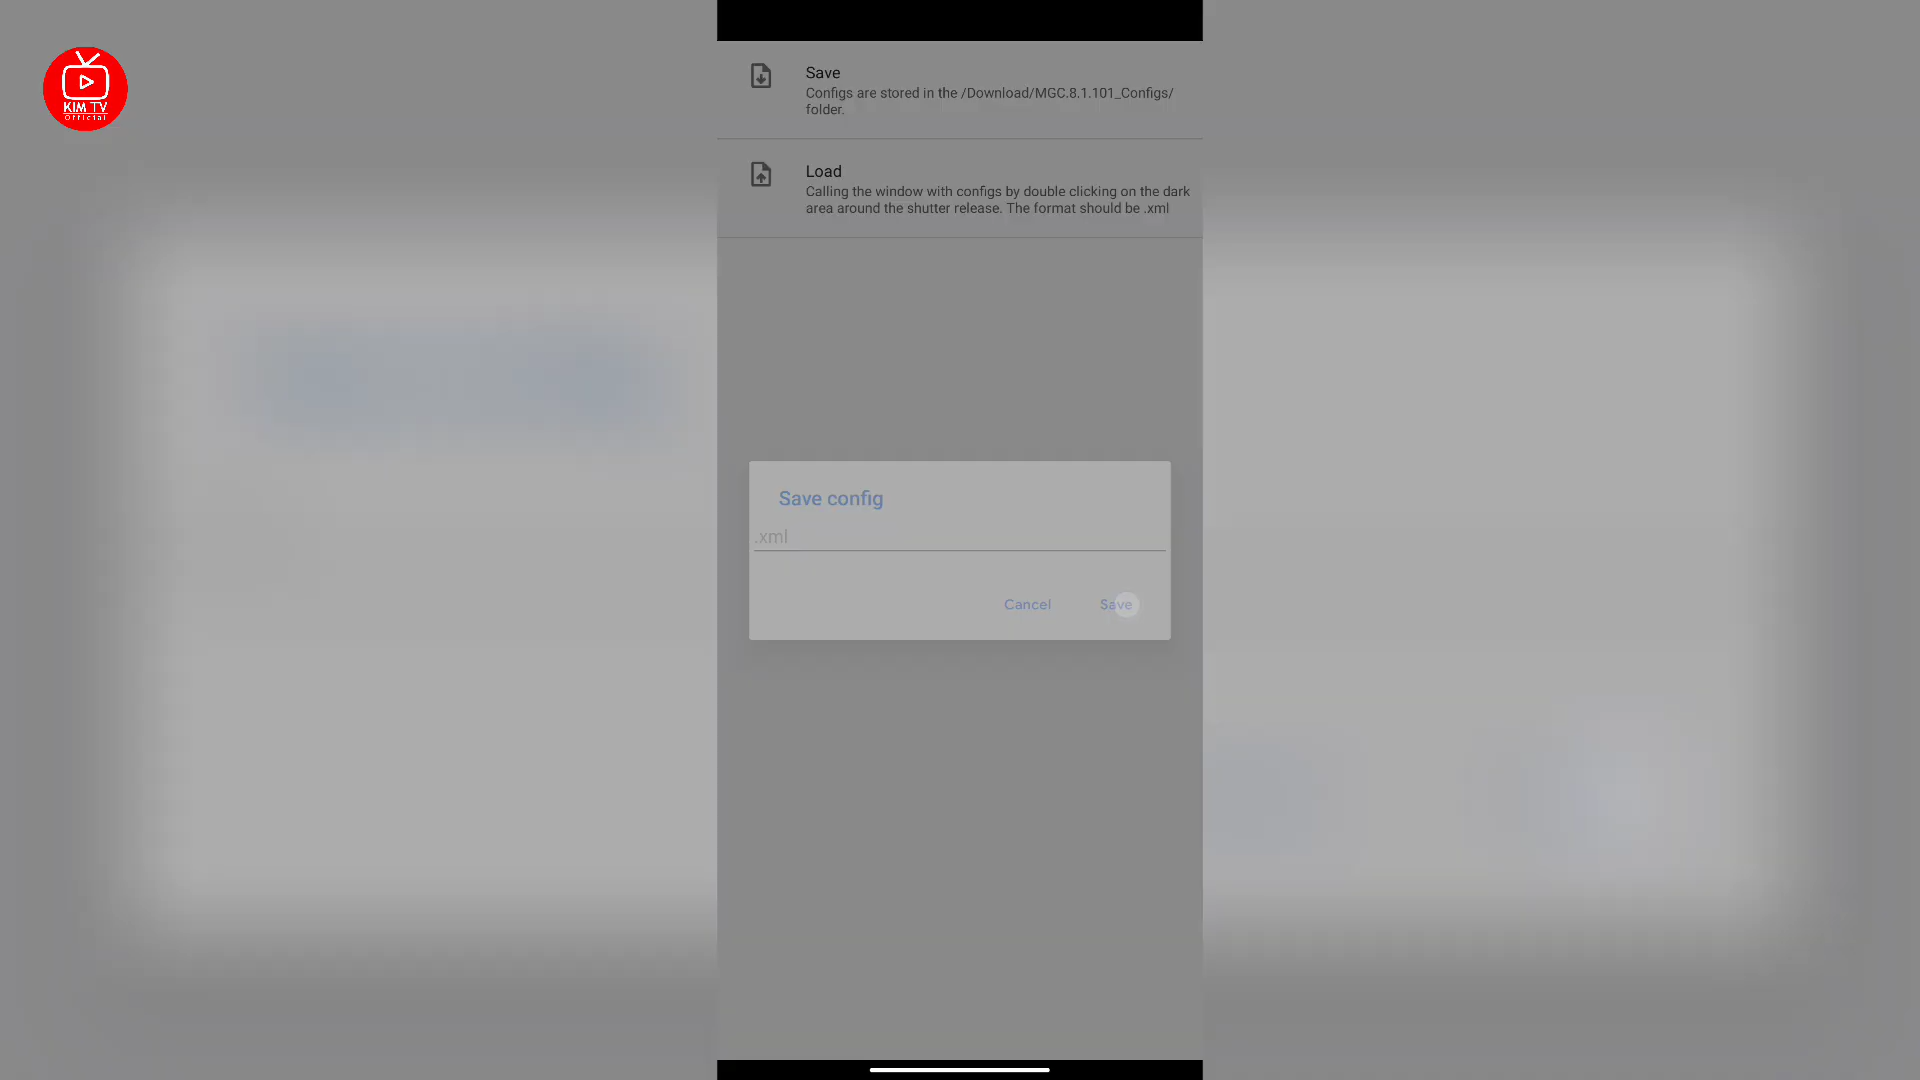 KIM TV
Official
Save
Configs are stored in the /Download/MGC.8.1.101_Configs/
folder.
Load
Calling the window with configs by double clicking on the dark
area around the shutter release. The format should be .xml
Save config
.xml
Cancel
Save